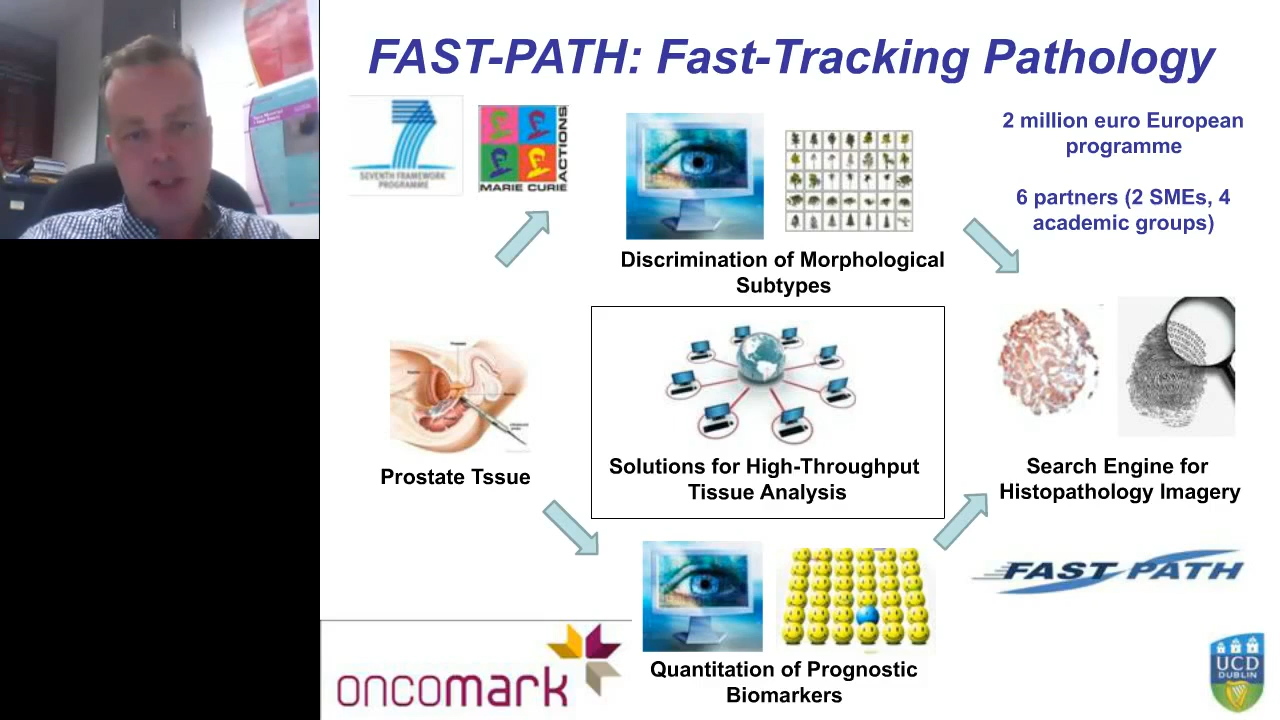 FAST-PATH: Fast-Tracking Pathology
SEVENTH FRAMEWORK
PROGRAMME
MARIE CURIE
ACTIONS
2 million euro European
programme
6 partners (2 SMEs, 4
academic groups)
Discrimination of Morphological
Subtypes
Prostate Tssue
Solutions for High-Throughput
Tissue Analysis
Search Engine for
Histopathology Imagery
FAST PATH
Quantitation of Prognostic
Biomarkers
oncomark
UCD
DUBLIN